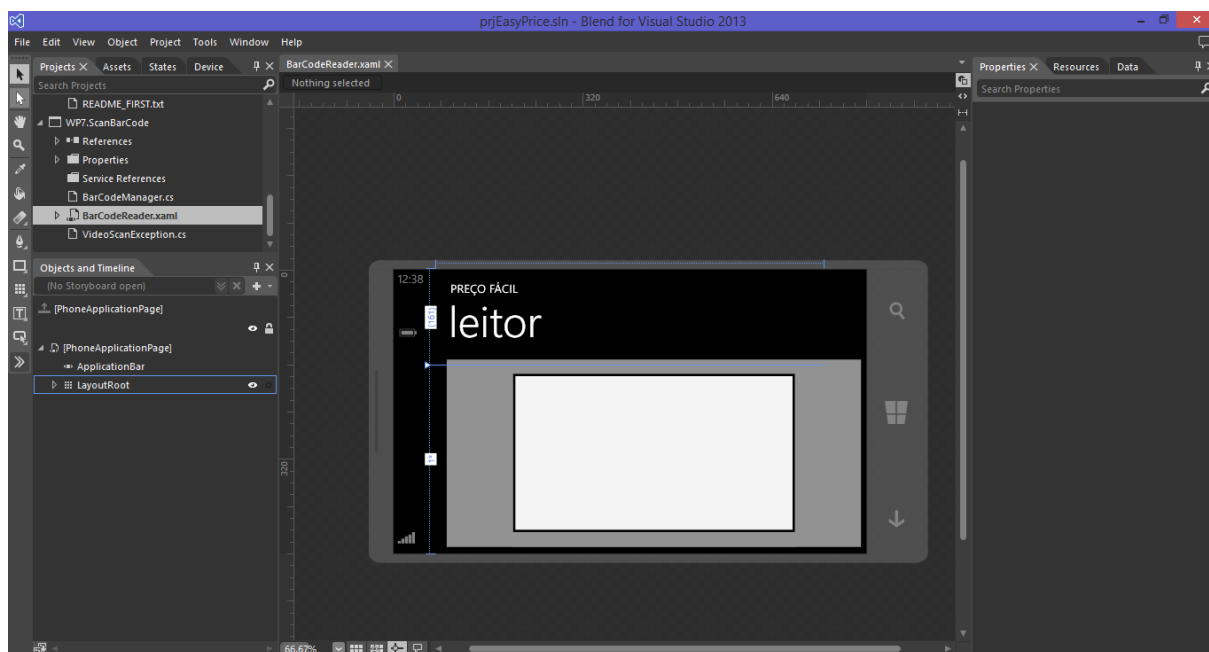 prjEasyPrice.sln - Blend for Visual Studio 2013
File Edit View Object Project Tools Window Help
Projects Assets States Device
Search Projects
README_FIRST.txt
WP7.ScanBarCode
References
Properties
Service References
BarCodeManager.cs
BarCodeReader.xaml
VideoScanException.cs
Objects and Timeline
(No Storyboard open)
[PhoneApplicationPage]
[PhoneApplicationPage]
ApplicationBar
LayoutRoot
BarCodeReader.xaml
Nothing selected
0 320 640
0
320
12:38
PREÇO FÁCIL
leitor
(161)
1*
66.67%
Properties Resources Data
Search Properties